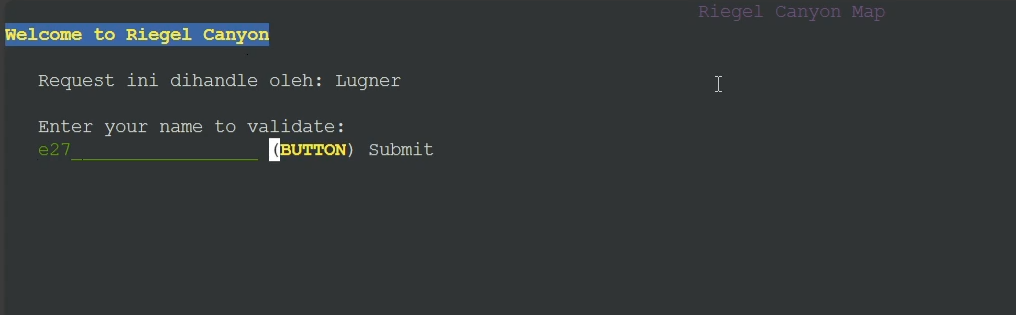 Riegel Canyon Map
Welcome to Riegel Canyon
Request ini dihandle oleh: Lugner
Enter your name to validate:
e27_________________ (BUTTON) Submit